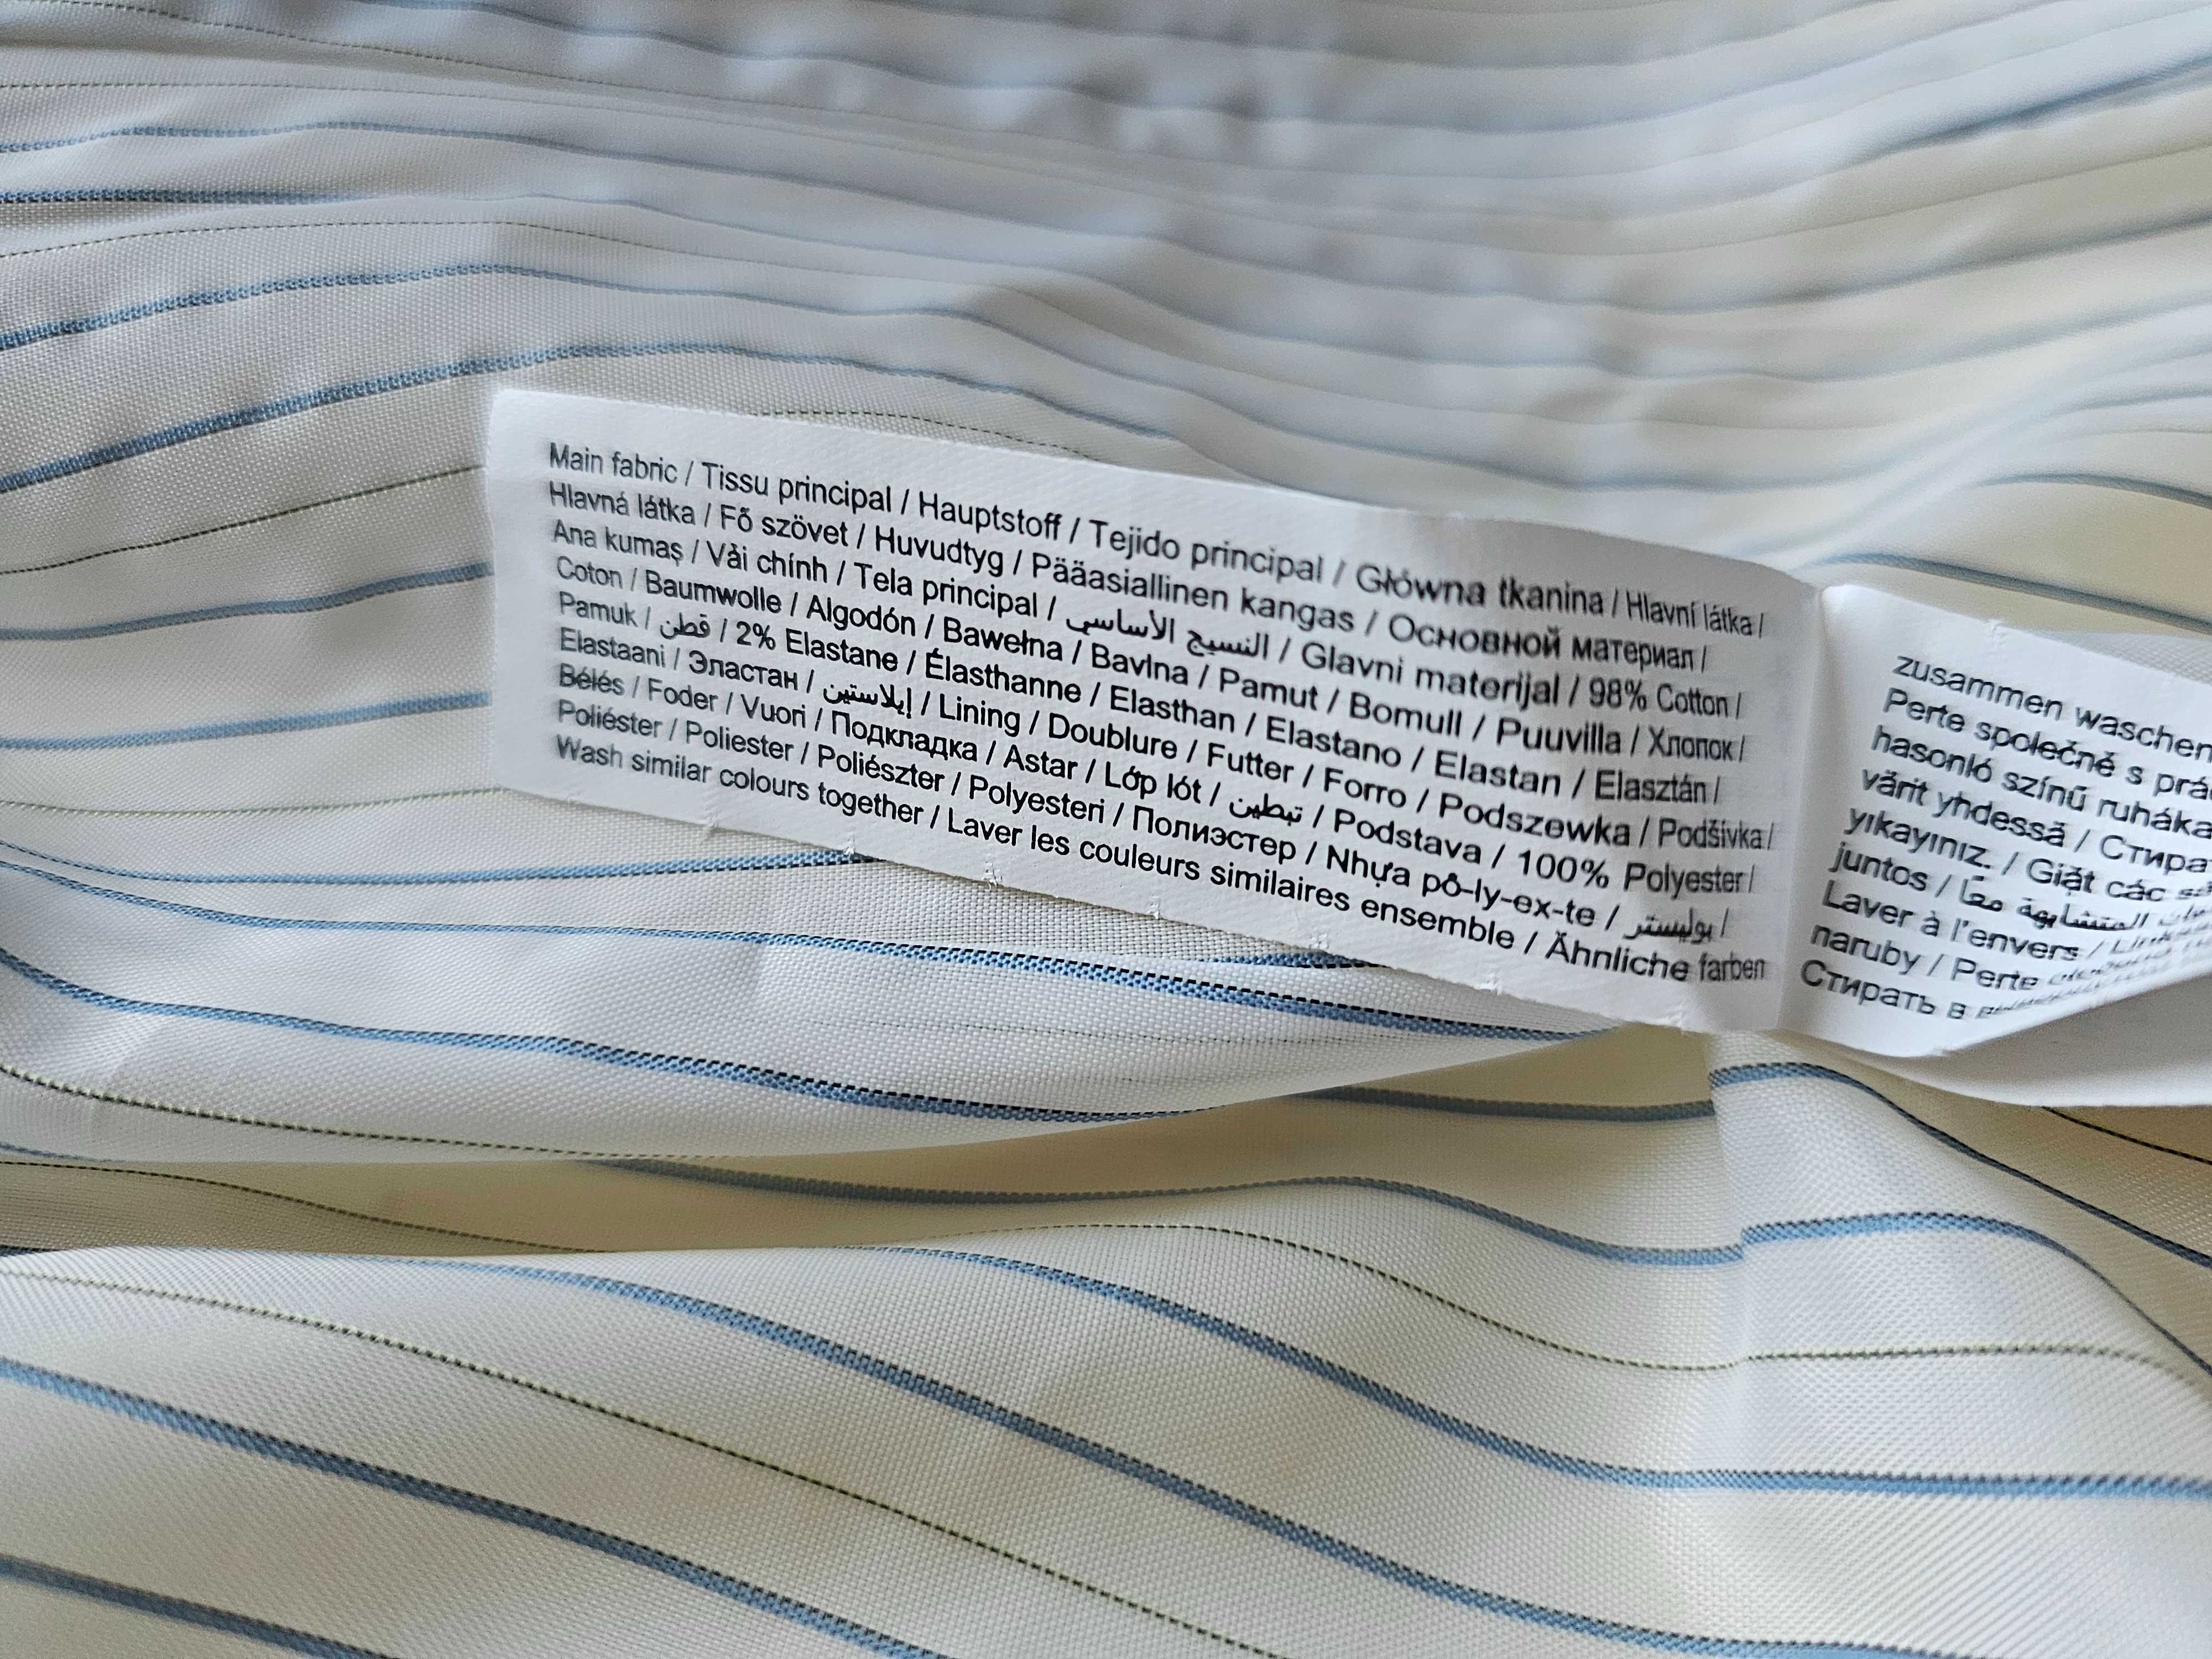 Main fabric / Tissu principal / Hauptstoff / Tejido principal / Główna tkanina / Hlavní látka /
Hlavná látka / Fő szövet / Huvudtyg / Pääasiallinen kangas / Основной материал /
Ana kumaş / Vải chính / Tela principal / النسيج الاساسي / Glavni materijal / 98% Cotton /
Coton / Baumwolle / Algodón / Bawełna / Bavlna / Pamut / Bomull / Puuvilla / Хлопок /
Pamuk / قطن / 2% Elastane / Élasthanne / Elasthan / Elastano / Elastan / Elasztán /
Elastaani / Эластан / إيلاستين / Lining / Doublure / Futter / Forro / Podszewka / Podšívka /
Bélés / Foder / Vuori / Подкладка / Astar / Lớp lót / تبطين / Podstava / 100% Polyester /
Poliéster / Poliester / Poliészter / Polyesteri / Полиэстер / Nhựa pô-ly-ex-te / بوليستر /
Wash similar colours together / Laver les couleurs similaires ensemble / Ähnliche farben
zusammen waschen
Perte společně s
hasonló színű
värit yhdessä /
yıkayınız. / Giặt các
juntos / المتشابهة معًا
Laver à l'envers /
naruby / Perte
Стирать в